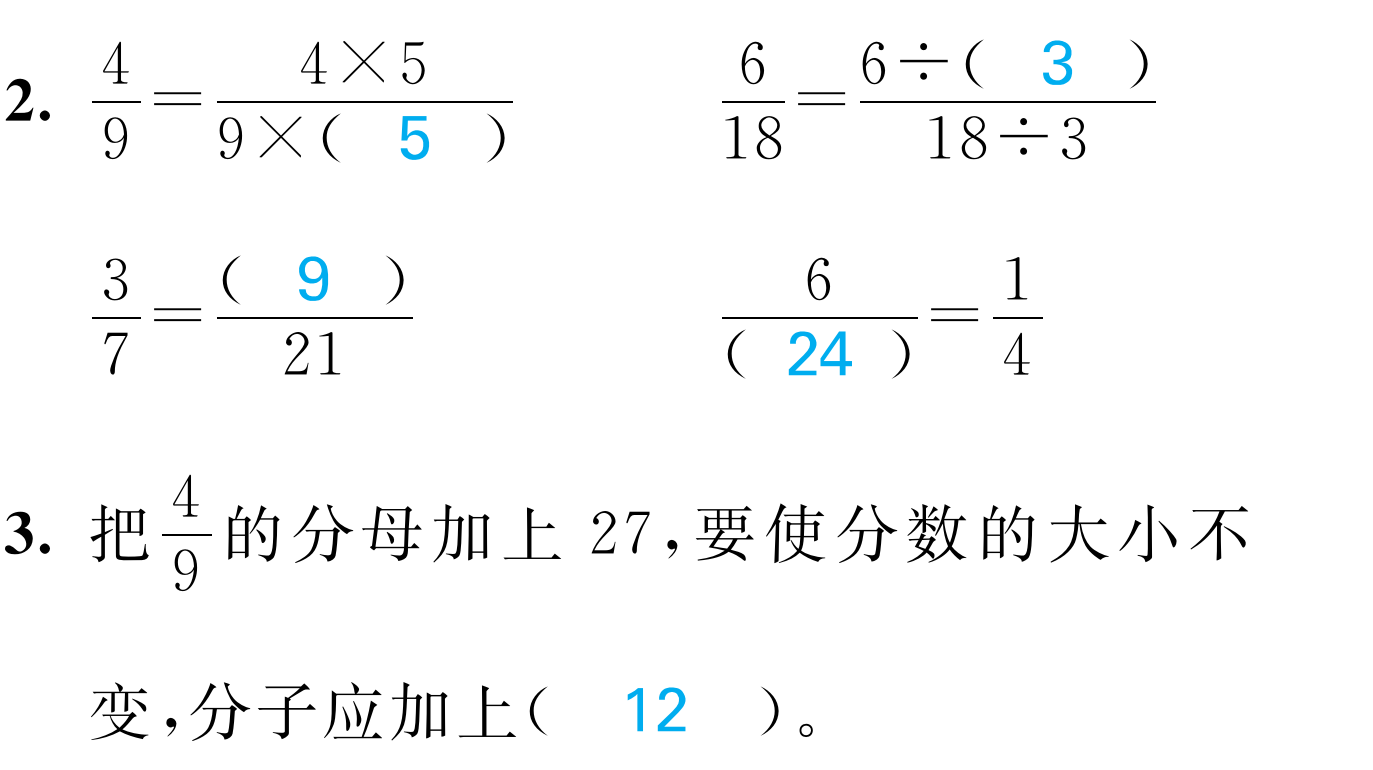 2. 4/9=4×5/9×( 5 ) 6/18=6÷( 3 )/18÷3
3/7=( 9 )/21 6/( 24 )=1/4
3. 把4/9的分母加上 27,要使分数的大小不
变,分子应加上( 12 )。